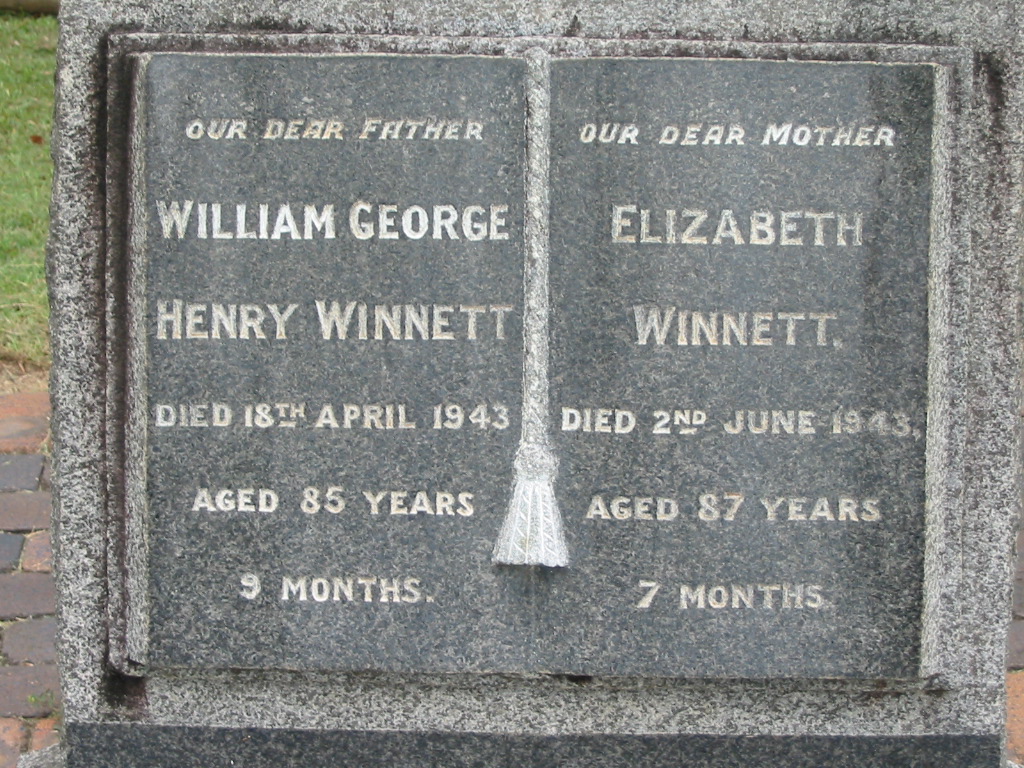 OUR DEAR FATHER
WILLIAM GEORGE
HENRY WINNETT
DIED 18TH APRIL 1943
AGED 85 YEARS
9 MONTHS.
OUR DEAR MOTHER
ELIZABETH
WINNETT.
DIED 2ND JUNE 1943,
AGED 87 YEARS
7 MONTHS.